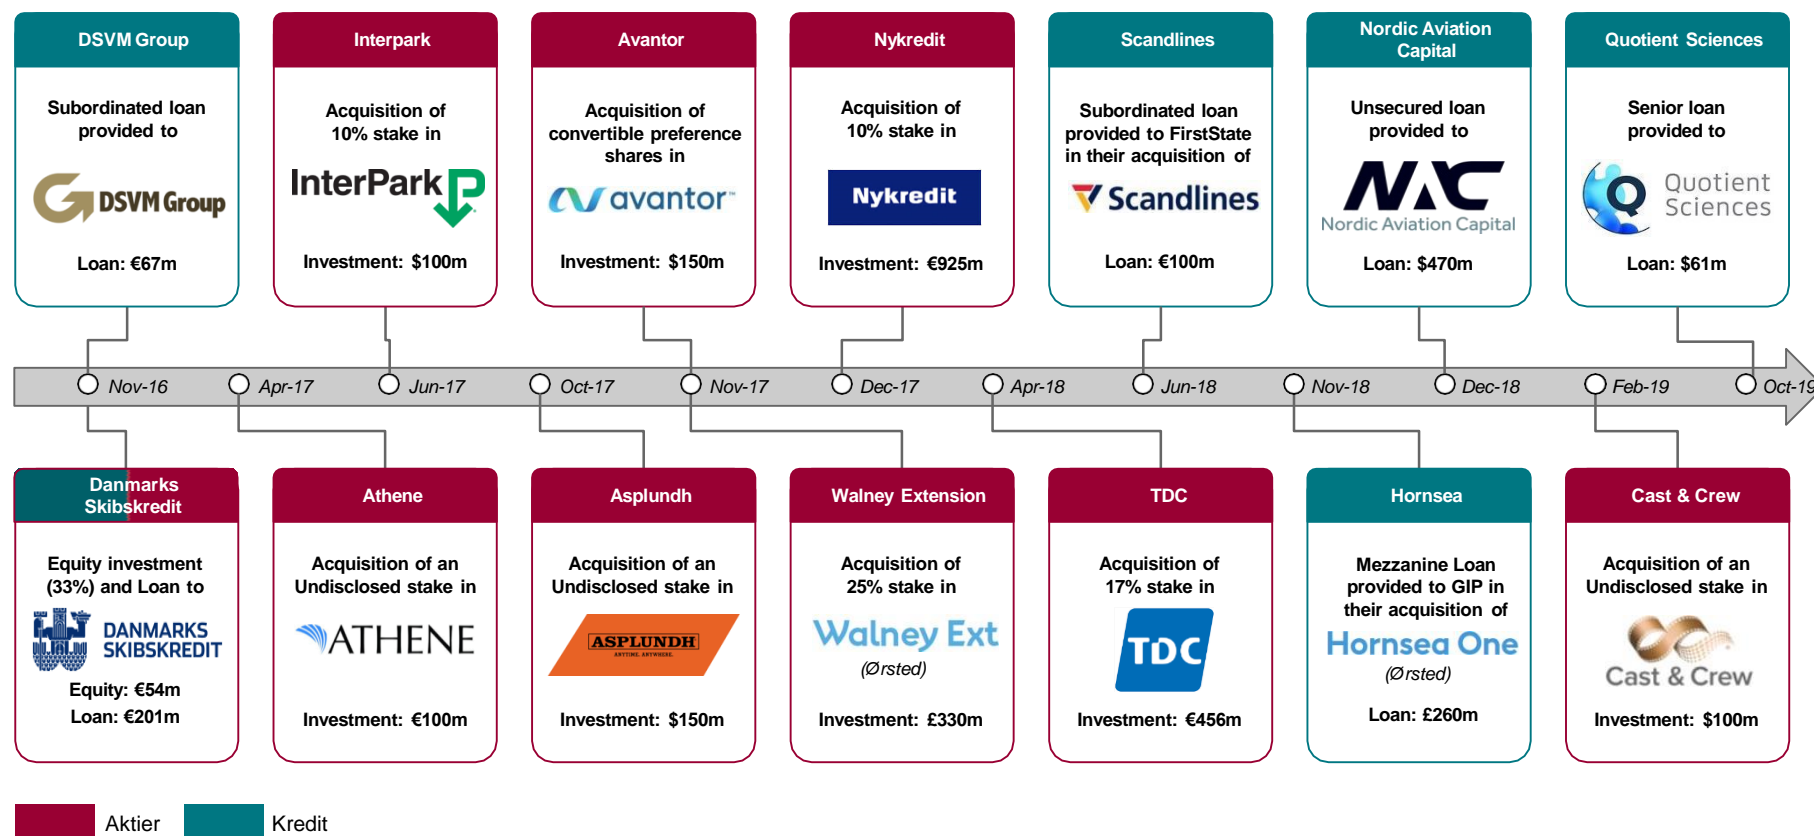 DSVM Group
Subordinated loan
provided to
DSVM Group
Loan: €67m
Interpark
Acquisition of
10% stake in
InterPark
Investment: $100m
Avantor
Acquisition of
convertible preference
shares in
avantor™
Investment: $150m
Nykredit
Acquisition of
10% stake in
Nykredit
Investment: €925m
Scandlines
Subordinated loan
provided to FirstState
in their acquisition of
Scandlines
Loan: €100m
Nordic Aviation
Capital
Unsecured loan
provided to
NAC
Nordic Aviation Capital
Loan: $470m
Quotient Sciences
Senior loan
provided to
Q
Quotient
Sciences
Loan: $61m
Nov-16
Apr-17
Jun-17
Oct-17
Nov-17
Dec-17
Apr-18
Jun-18
Nov-18
Dec-18
Feb-19
Oct-19
Danmarks
Skibskredit
Equity investment
(33%) and Loan to
DANMARKS
SKIBSKREDIT
Equity: €54m
Loan: €201m
Athene
Acquisition of an
Undisclosed stake in
ATHENE
Investment: €100m
Asplundh
Acquisition of an
Undisclosed stake in
ASPLUNDH
ANYTIME. ANYWHERE.
Investment: $150m
Walney Extension
Acquisition of
25% stake in
Walney Ext
(Ørsted)
Investment: £330m
TDC
Acquisition of
17% stake in
TDC
Investment: €456m
Hornsea
Mezzanine Loan
provided to GIP in
their acquisition of
Hornsea One
(Ørsted)
Loan: £260m
Cast & Crew
Acquisition of an
Undisclosed stake in
Cast & Crew
Investment: $100m
Aktier
Kredit